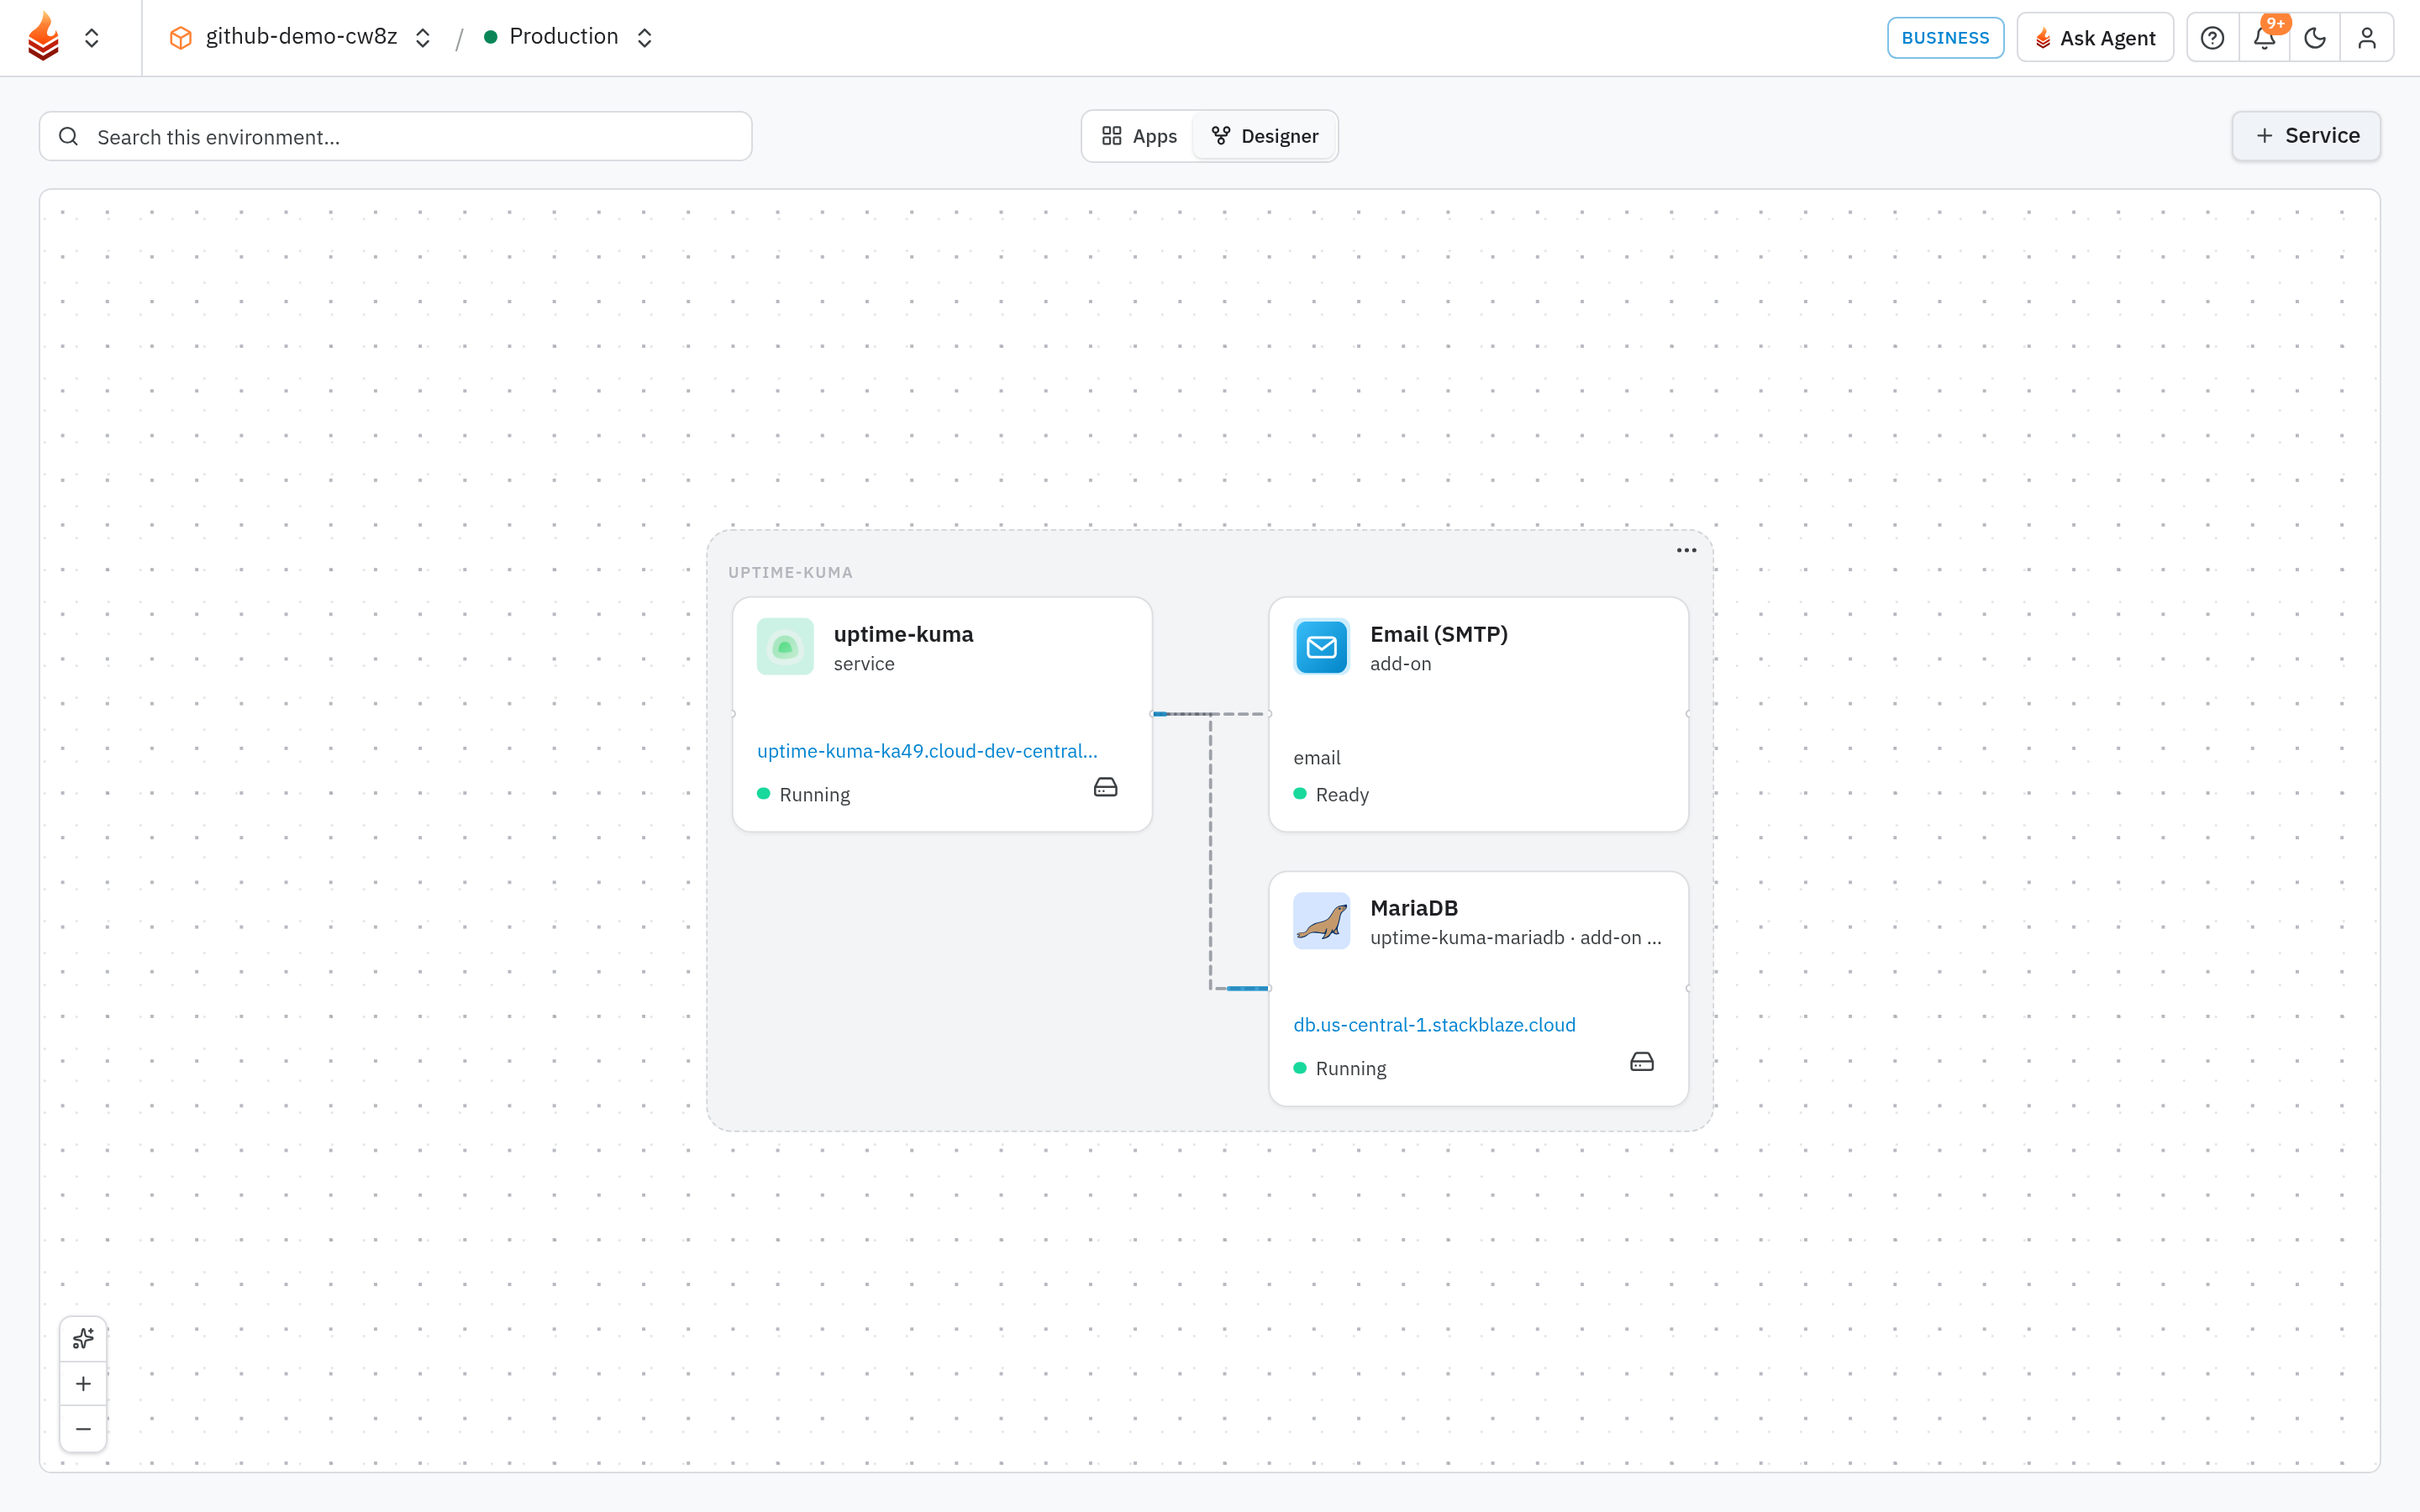 github-demo-cw8z / Production
BUSINESS
Ask Agent
9+
Search this environment...
Apps
Designer
+ Service
UPTIME-KUMA
uptime-kuma
service
uptime-kuma-ka49.cloud-dev-central...
Running
Email (SMTP)
add-on
email
Ready
MariaDB
uptime-kuma-mariadb · add-on ...
db.us-central-1.stackblaze.cloud
Running